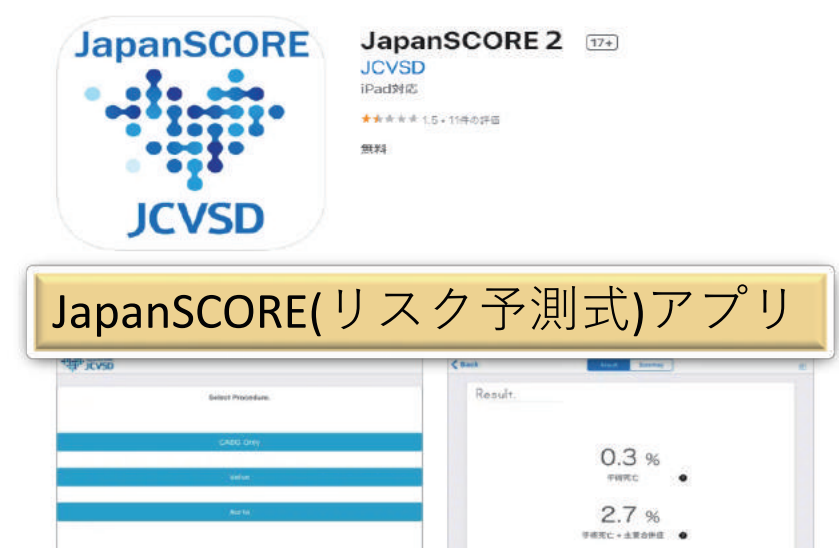 JapanSCORE
JCVSD
JapanSCORE 2 17+
JCVSD
iPad対応
★★★★★ 1.5・11件の評価
無料
JapanSCORE(リスク予測式)アプリ
JCVSD
Select Procedure.
CABG Only
Valve
Aorta
Back
Result Summary
Result.
0.3 %
手術死亡
2.7 %
手術死亡+主要合併症